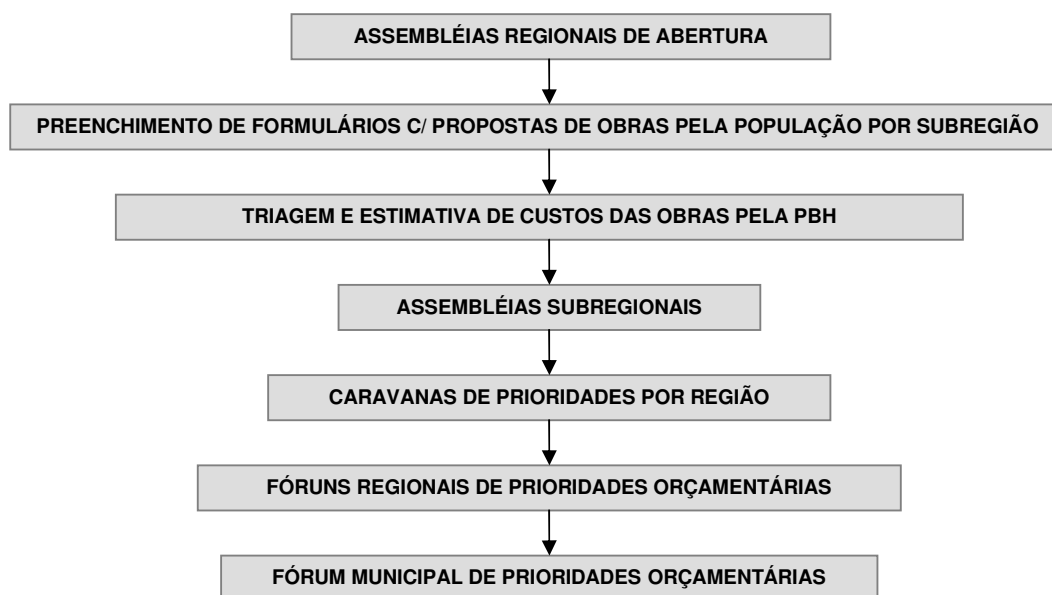 ASSEMBLÉIAS REGIONAIS DE ABERTURA
PREENCHIMENTO DE FORMULÁRIOS C/ PROPOSTAS DE OBRAS PELA POPULAÇÃO POR SUBREGIÃO
TRIAGEM E ESTIMATIVA DE CUSTOS DAS OBRAS PELA PBH
ASSEMBLÉIAS SUBREGIONAIS
CARAVANAS DE PRIORIDADES POR REGIÃO
FÓRUNS REGIONAIS DE PRIORIDADES ORÇAMENTÁRIAS
FÓRUM MUNICIPAL DE PRIORIDADES ORÇAMENTÁRIAS